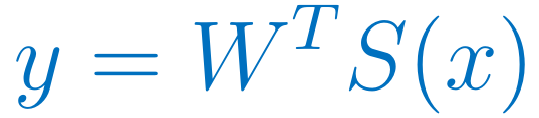 y = W^T S(x)